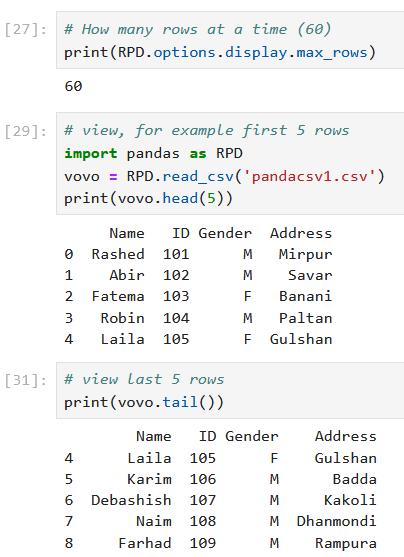 [27]: # How many rows at a time (60)
print(RPD.options.display.max_rows)
60
[29]: # view, for example first 5 rows
import pandas as RPD
vovo = RPD.read_csv('pandacsv1.csv')
print(vovo.head(5))
Name ID Gender Address
0 Rashed 101 M Mirpur
1 Abir 102 M Savar
2 Fatema 103 F Banani
3 Robin 104 M Paltan
4 Laila 105 F Gulshan
[31]: # view last 5 rows
print(vovo.tail())
Name ID Gender Address
4 Laila 105 F Gulshan
5 Karim 106 M Badda
6 Debashish 107 M Kakoli
7 Naim 108 M Dhanmondi
8 Farhad 109 M Rampura